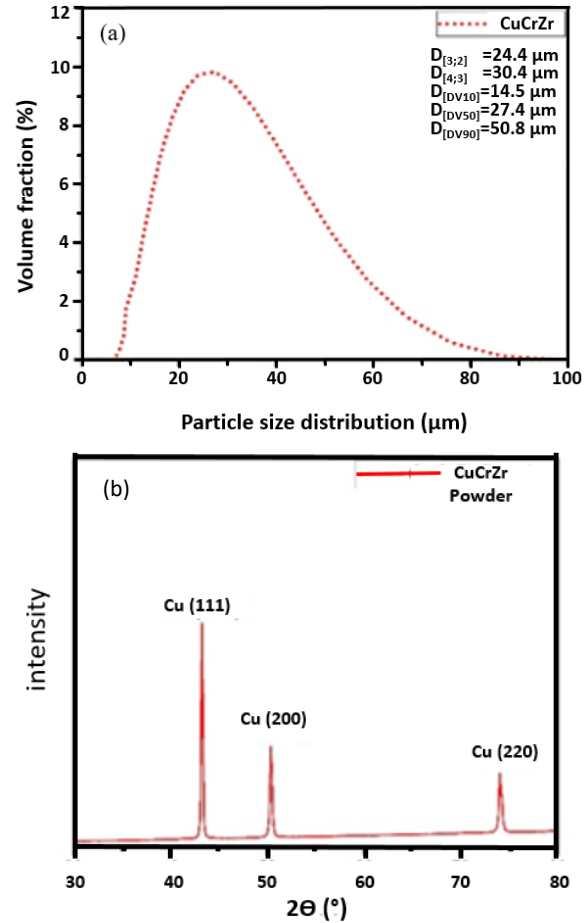 (a)
CuCrZr
D[3;2] =24.4 µm
D[4;3] =30.4 µm
D[DV10]=14.5 µm
D[DV50]=27.4 µm
D[DV90]=50.8 µm
12
10
8
6
4
2
0
Volume fraction (%)
0 20 40 60 80 100
Particle size distribution (µm)
(b)
CuCrZr
Powder
Cu (111)
Cu (200)
Cu (220)
intensity
30 40 50 60 70 80
2Ɵ (°)